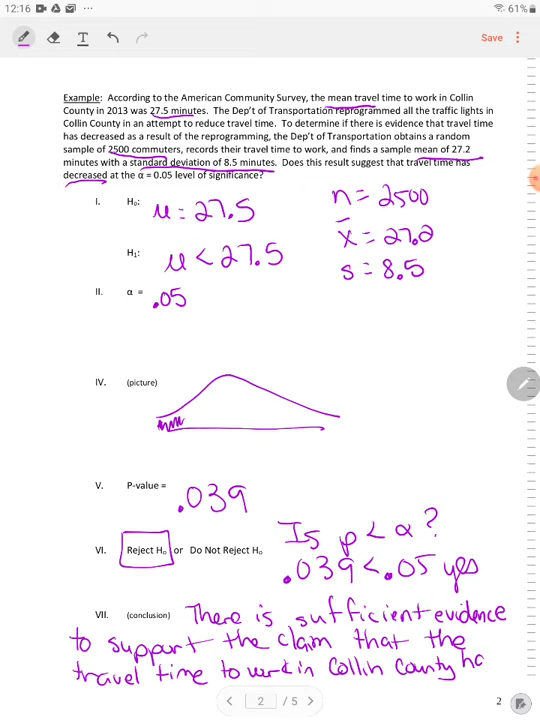 12:16 61%
T Save
Example: According to the American Community Survey, the mean travel time to work in Collin
County in 2013 was 27.5 minutes. The Dep't of Transportation reprogrammed all the traffic lights in
Collin County in an attempt to reduce travel time. To determine if there is evidence that travel time
has decreased as a result of the reprogramming, the Dep't of Transportation obtains a random
sample of 2500 commuters, records their travel time to work, and finds a sample mean of 27.2
minutes with a standard deviation of 8.5 minutes. Does this result suggest that travel time has
decreased at the α = 0.05 level of significance?
I. H₀: μ = 27.5
n = 2500
x̄ = 27.2
H₁: μ < 27.5
s = 8.5
II. α = .05
IV. (picture)
V. P-value = .039
Is p < α?
VI. Reject H₀ or Do Not Reject H₀
.039 < .05 yes
VII. (conclusion) There is sufficient evidence
to support the claim that the
travel time to work in Collin County ha
2 / 5
2